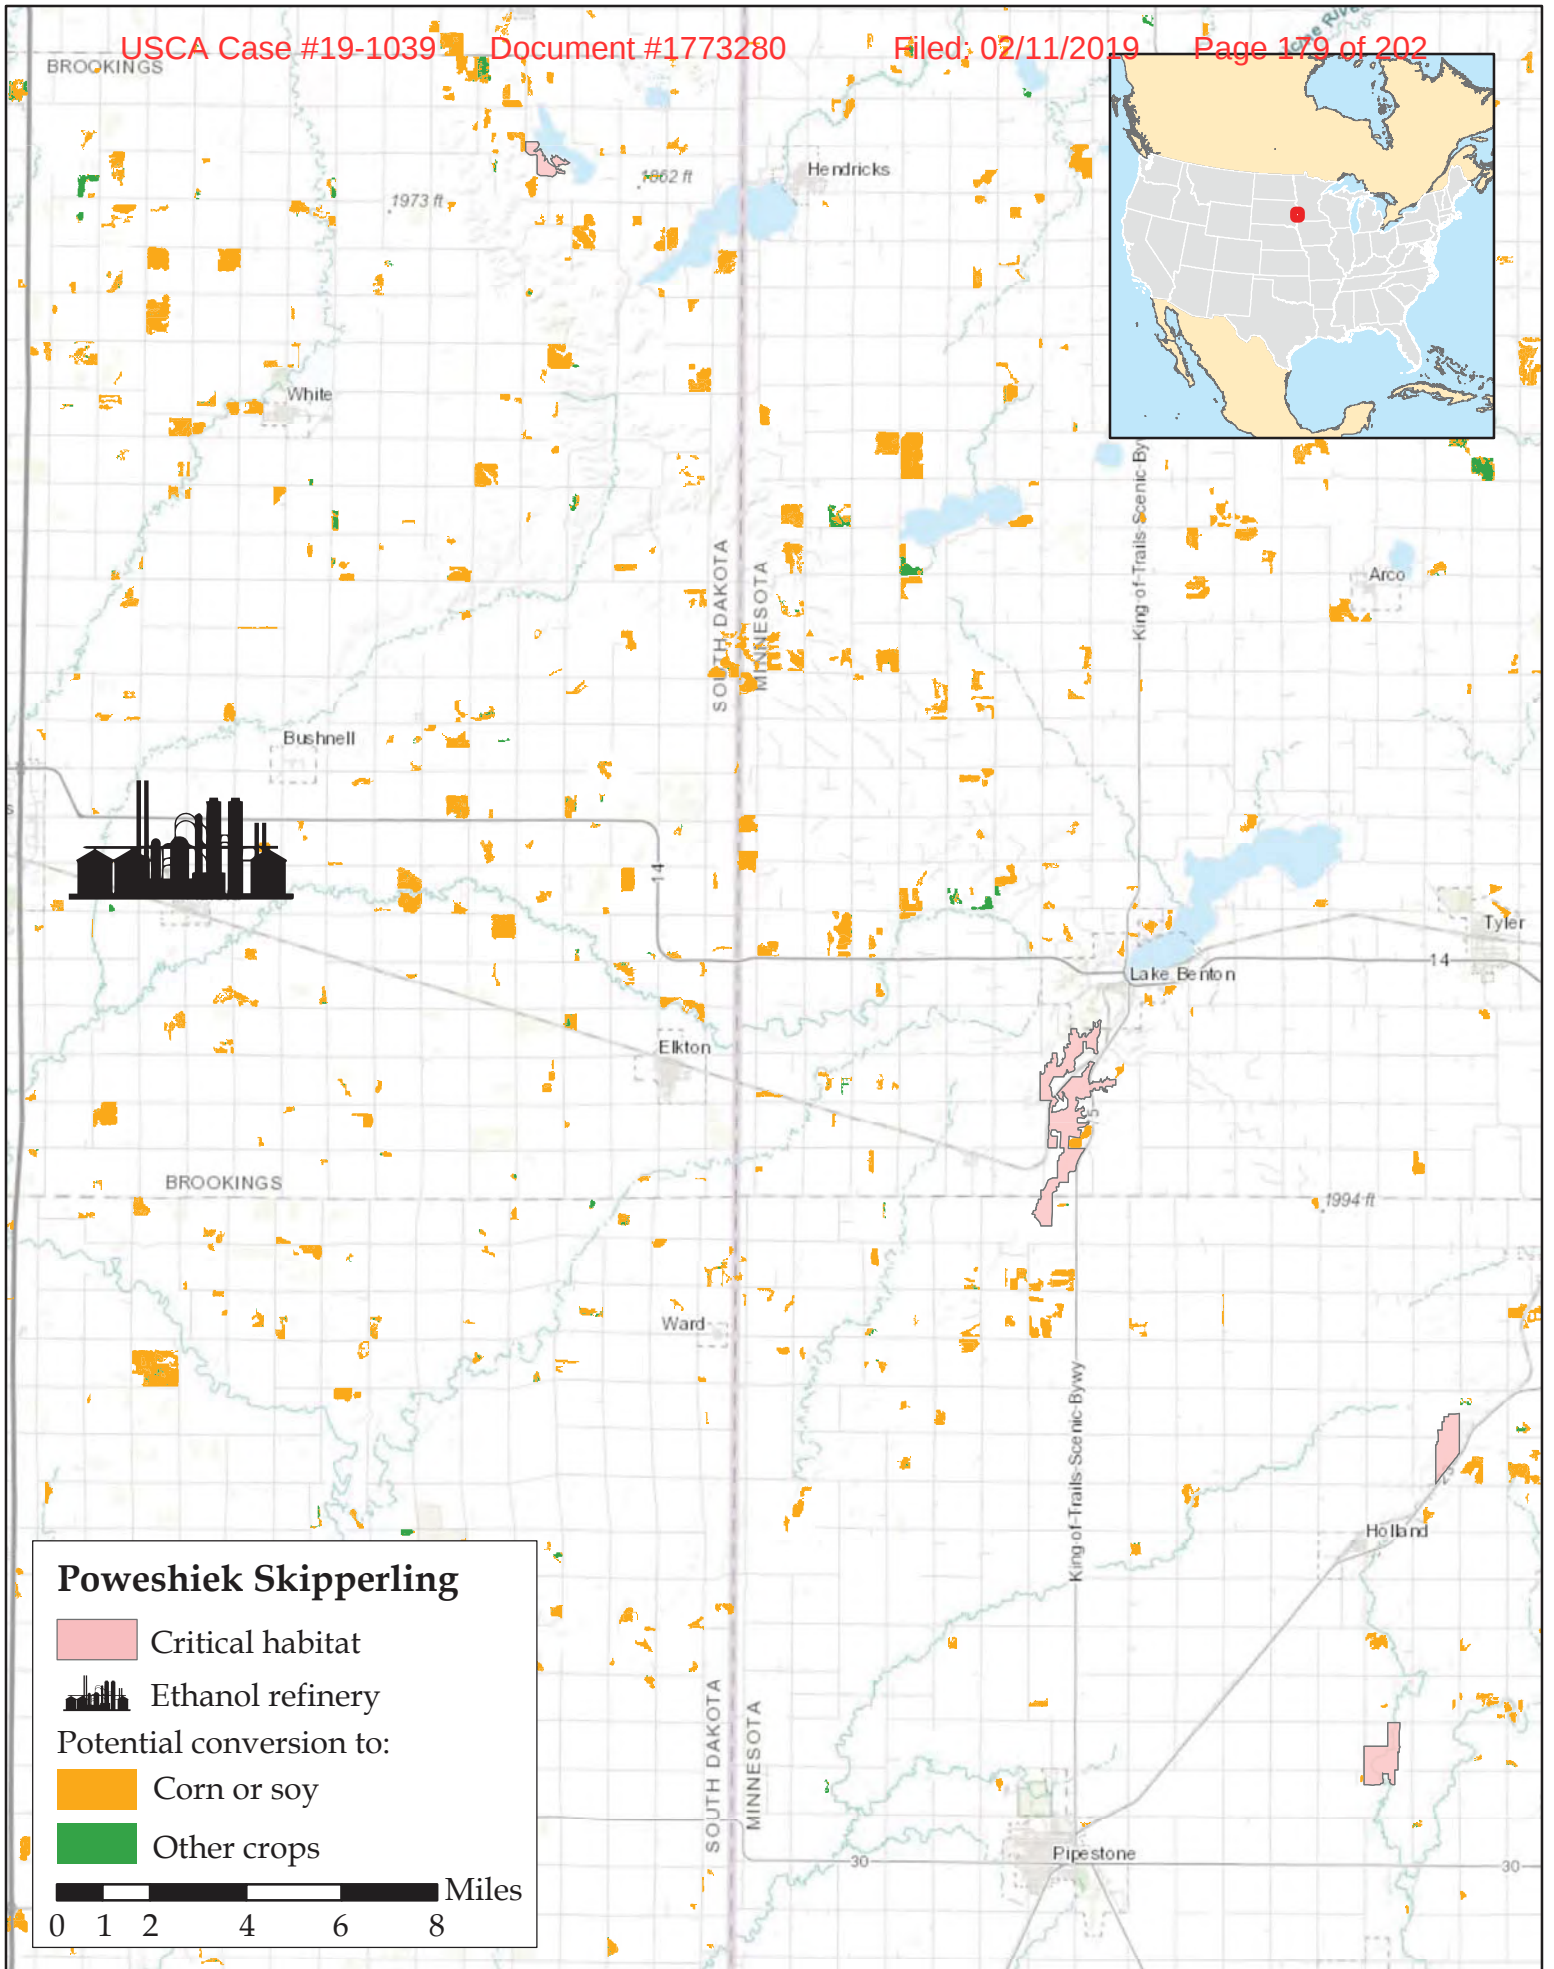 USCA Case #19-1039 Document #1773280 Filed: 02/11/2019 Page 179 of 202
BROOKINGS
Hendricks
1862 ft
1973 ft
White
King-of-Trails-Scenic-Byw
SOUTH DAKOTA
MINNESOTA
Arco
Bushnell
s
14
Tyler
14
Lake Benton
Elkton
BROOKINGS
1994 ft
Ward
King-of-Trails-Scenic-Bywy
23
Holland
SOUTH DAKOTA
MINNESOTA
Pipestone
30
30
Poweshiek Skipperling
Critical habitat
Ethanol refinery
Potential conversion to:
Corn or soy
Other crops
Miles
0 1 2 4 6 8